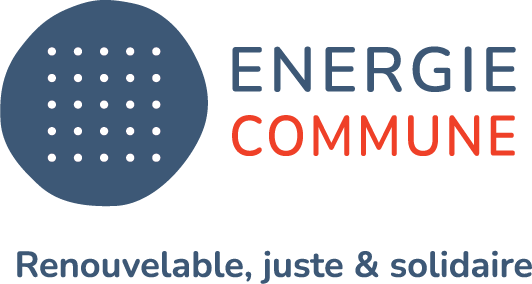 ENERGIE
COMMUNE
Renouvelable, juste & solidaire